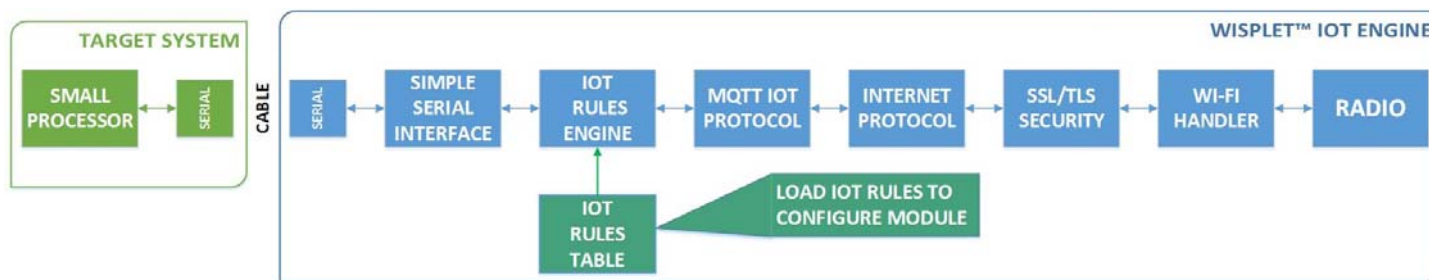 TARGET SYSTEM
WISPLET™ IOT ENGINE
SMALL
PROCESSOR
SERIAL
CABLE
SERIAL
SIMPLE
SERIAL
INTERFACE
IOT
RULES
ENGINE
MQTT IOT
PROTOCOL
INTERNET
PROTOCOL
SSL/TLS
SECURITY
WI-FI
HANDLER
RADIO
IOT
RULES
TABLE
LOAD IOT RULES TO
CONFIGURE MODULE